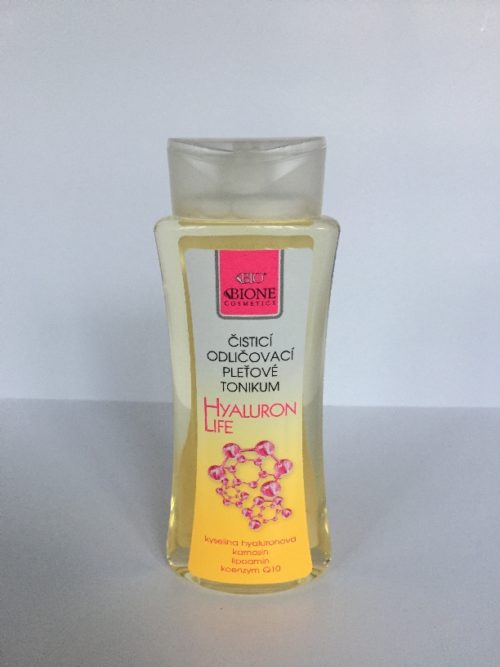 BIO
BIONE
COSMETICS
ČISTICÍ
ODLIČOVACÍ
PLEŤOVÉ
TONIKUM
HYALURON
LIFE
kyselina hyaluronová
karnosin
lipoamin
koenzym Q10